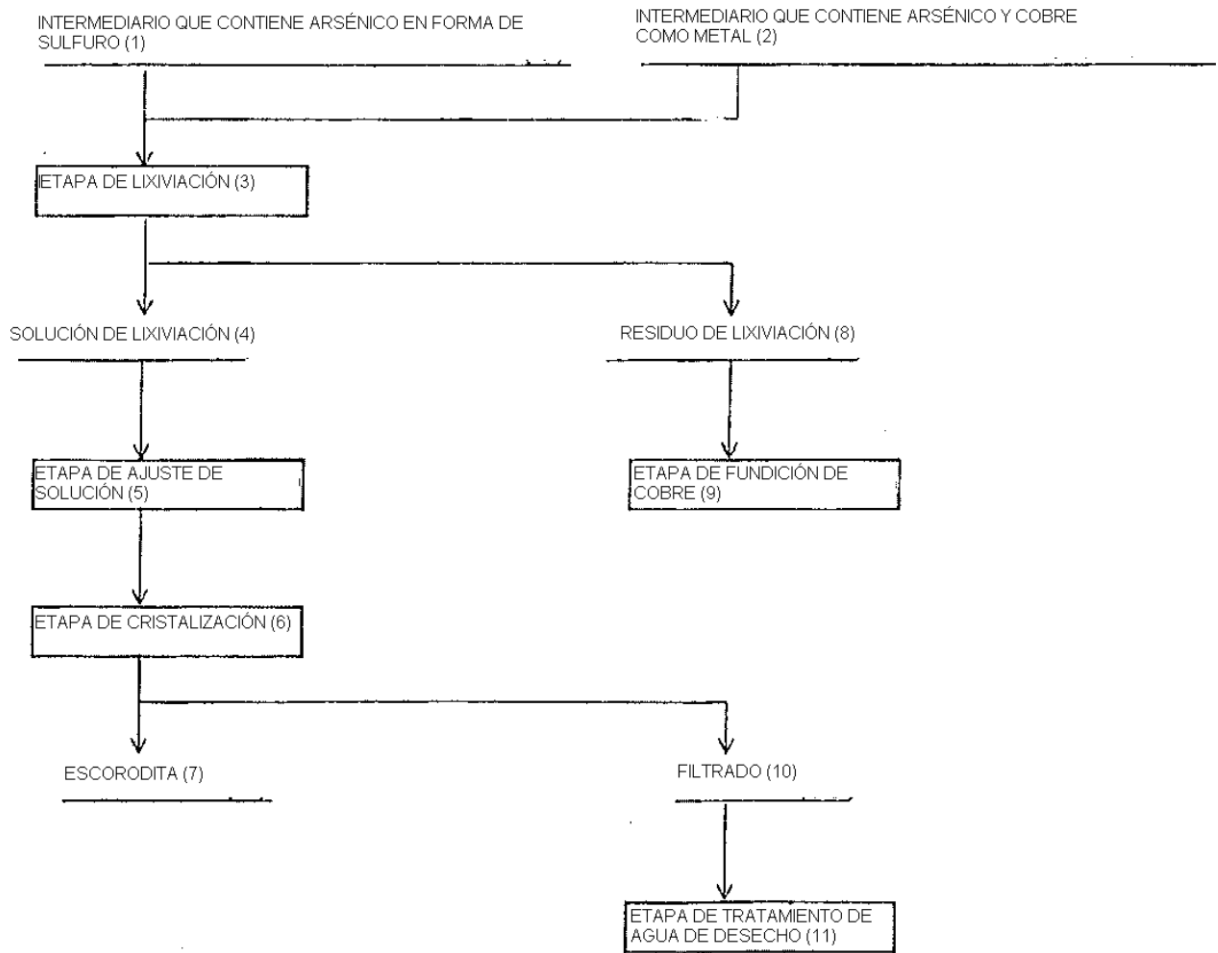 INTERMEDIARIO QUE CONTIENE ARSÉNICO EN FORMA DE
SULFURO (1)
INTERMEDIARIO QUE CONTIENE ARSÉNICO Y COBRE
COMO METAL (2)
ETAPA DE LIXIVIACIÓN (3)
SOLUCIÓN DE LIXIVIACIÓN (4)
RESIDUO DE LIXIVIACIÓN (8)
ETAPA DE AJUSTE DE
SOLUCIÓN (5)
ETAPA DE FUNDICIÓN DE
COBRE (9)
ETAPA DE CRISTALIZACIÓN (6)
ESCORODITA (7)
FILTRADO (10)
ETAPA DE TRATAMIENTO DE
AGUA DE DESECHO (11)